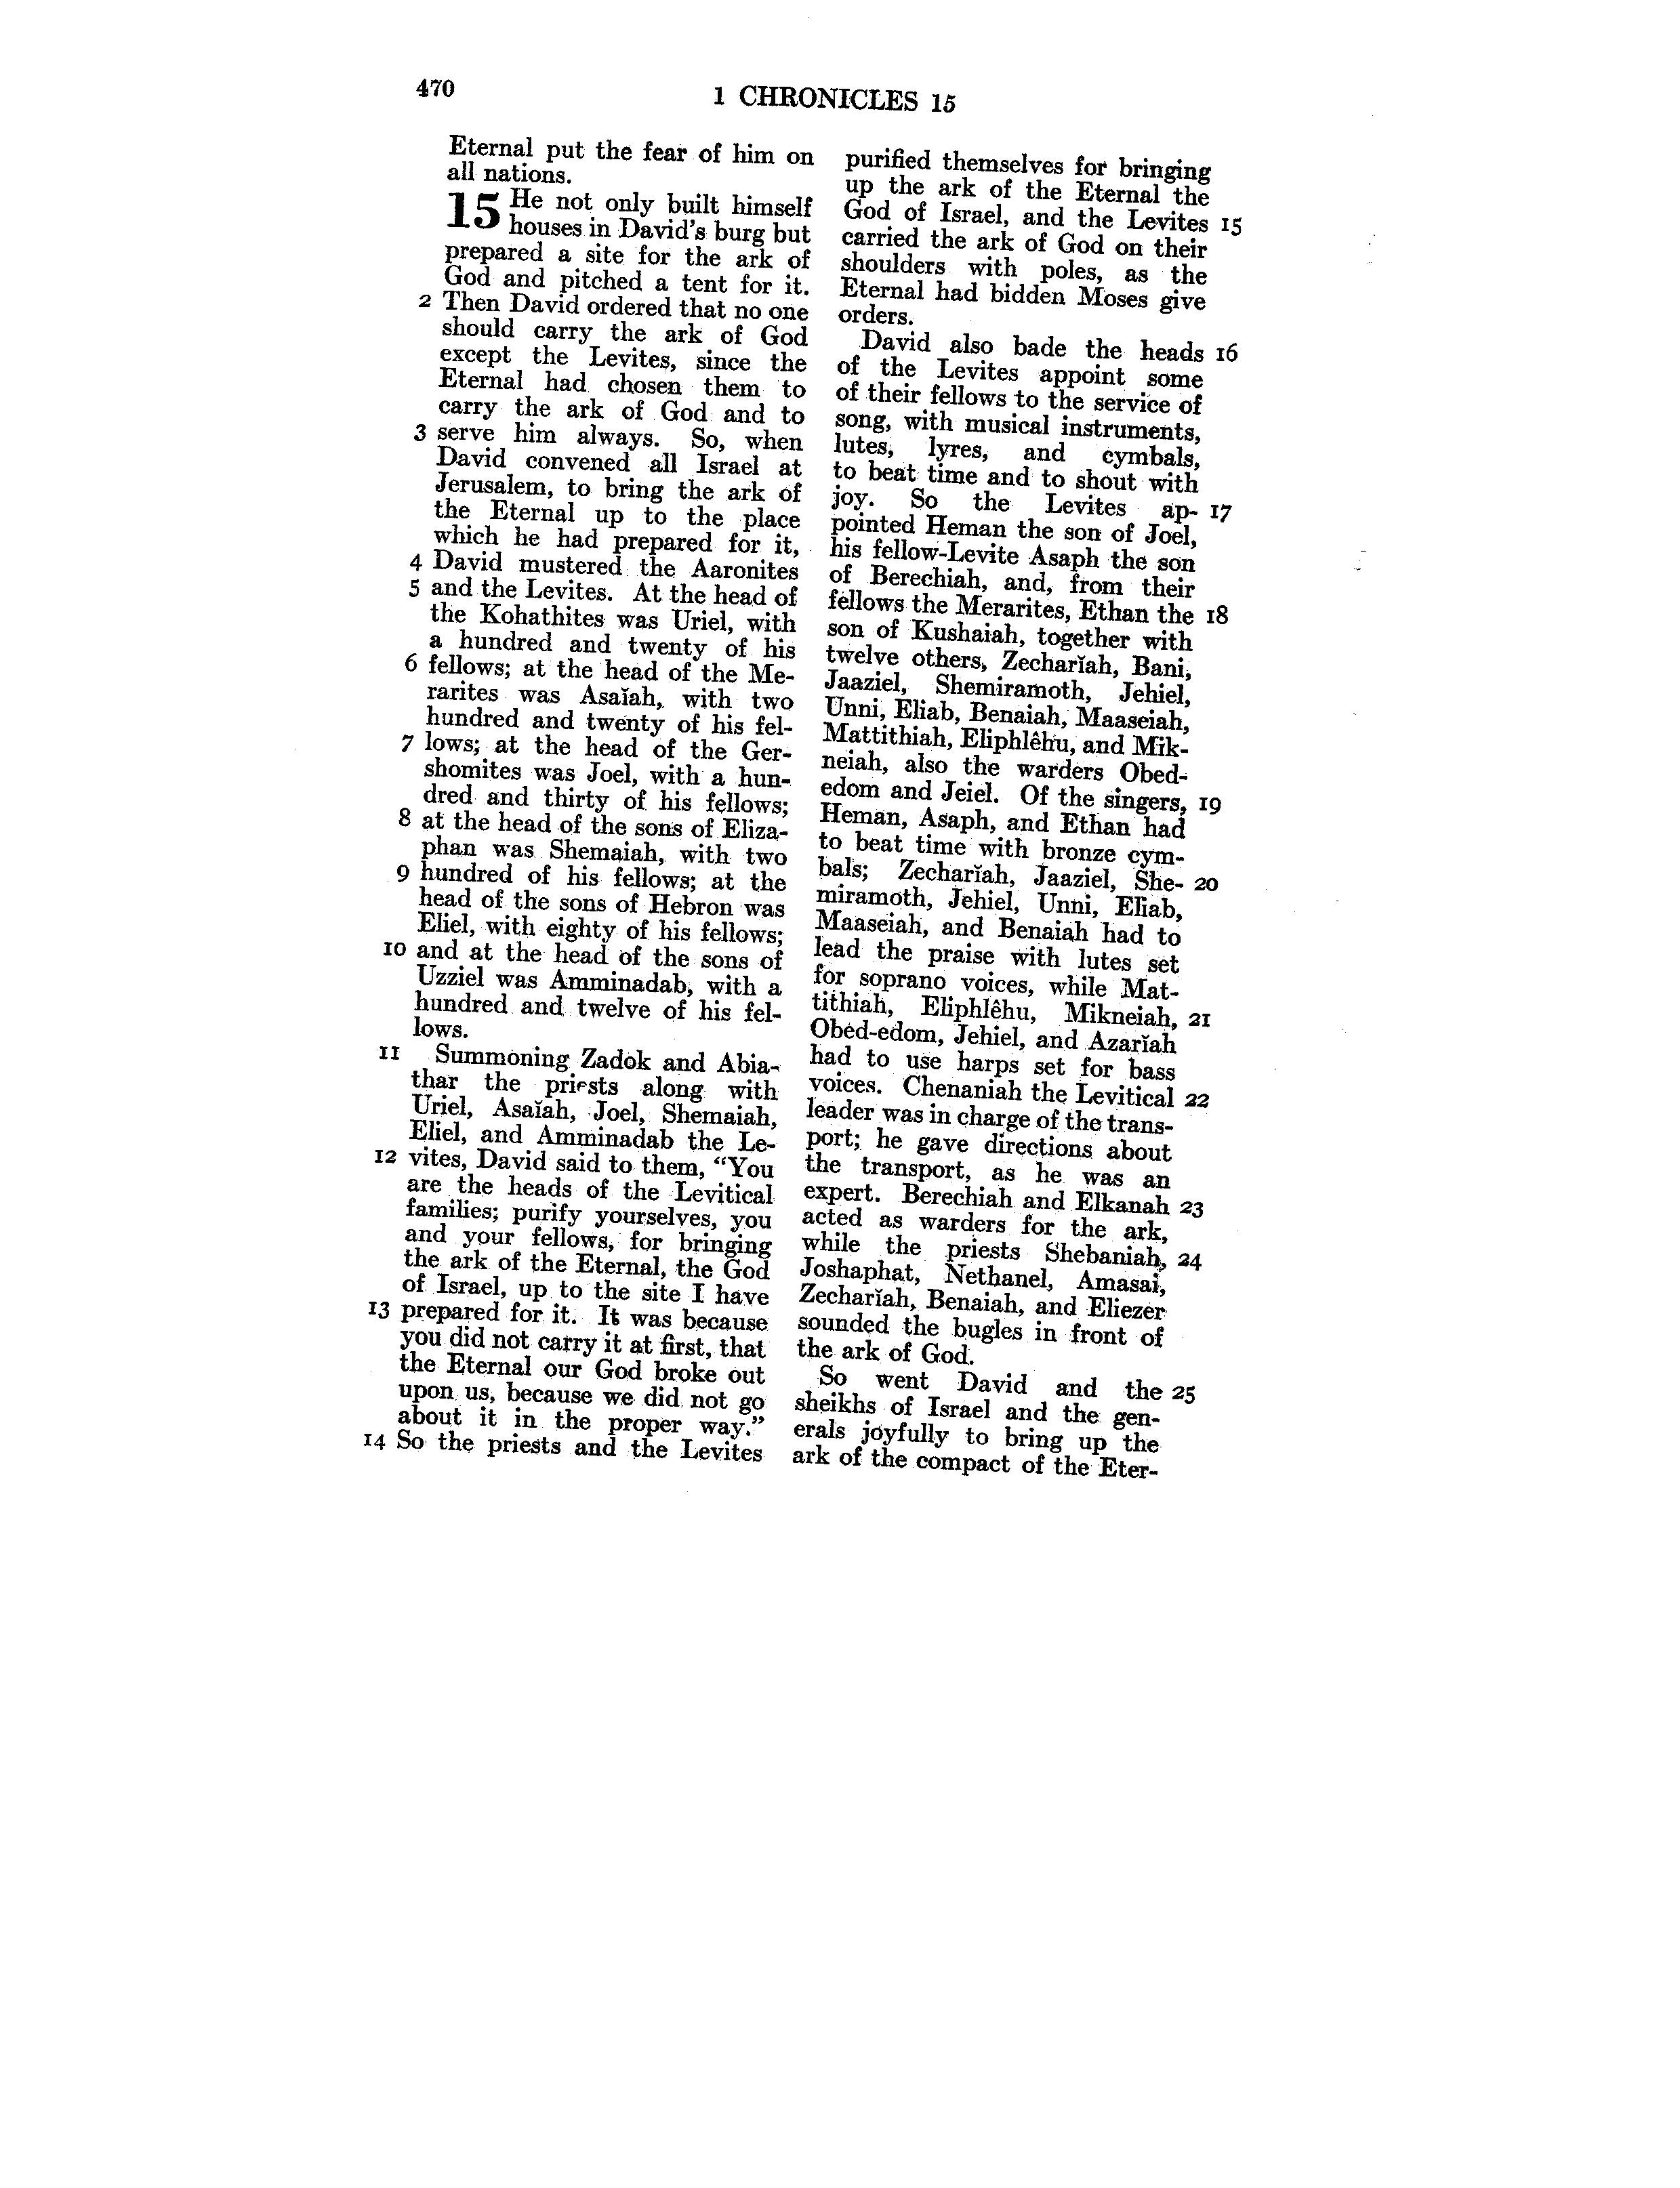 470
1 CHRONICLES 15
Eternal put the fear of him on
all nations.
15 He not only built himself
houses in David's burg but
prepared a site for the ark of
God and pitched a tent for it.
2 Then David ordered that no one
should carry the ark of God
except the Levites, since the
Eternal had chosen them to
carry the ark of God and to
3 serve him always. So, when
David convened all Israel at
Jerusalem, to bring the ark of
the Eternal up to the place
which he had prepared for it,
4 David mustered the Aaronites
5 and the Levites. At the head of
the Kohathites was Uriel, with
a hundred and twenty of his
6 fellows; at the head of the Me-
rarites was Asaĭah, with two
hundred and twenty of his fel-
7 lows; at the head of the Ger-
shomites was Joel, with a hun-
dred and thirty of his fellows;
8 at the head of the sons of Eliza-
phan was Shemaiah, with two
9 hundred of his fellows; at the
head of the sons of Hebron was
Eliel, with eighty of his fellows;
10 and at the head of the sons of
Uzziel was Amminadab, with a
hundred and twelve of his fel-
lows.
11 Summoning Zadok and Abia-
thar the priests along with
Uriel, Asaĭah, Joel, Shemaiah,
Eliel, and Amminadab the Le-
12 vites, David said to them, “You
are the heads of the Levitical
families; purify yourselves, you
and your fellows, for bringing
the ark of the Eternal, the God
of Israel, up to the site I have
13 prepared for it. It was because
you did not carry it at first, that
the Eternal our God broke out
upon us, because we did not go
about it in the proper way.”
14 So the priests and the Levites
purified themselves for bringing
up the ark of the Eternal the
God of Israel, and the Levites 15
carried the ark of God on their
shoulders with poles, as the
Eternal had bidden Moses give
orders.
David also bade the heads 16
of the Levites appoint some
of their fellows to the service of
song, with musical instruments,
lutes, lyres, and cymbals,
to beat time and to shout with
joy. So the Levites ap- 17
pointed Heman the son of Joel,
his fellow-Levite Asaph the son
of Berechiah, and, from their
fellows the Merarites, Ethan the 18
son of Kushaiah, together with
twelve others, Zecharĭah, Bani,
Jaaziel, Shemiramoth, Jehiel,
Unni, Eliab, Benaiah, Maaseiah,
Mattithiah, Eliphlêhu, and Mik-
neiah, also the warders Obed-
edom and Jeiel. Of the singers, 19
Heman, Asaph, and Ethan had
to beat time with bronze cym-
bals; Zecharĭah, Jaaziel, She- 20
miramoth, Jehiel, Unni, Eliab,
Maaseiah, and Benaiah had to
lead the praise with lutes set
for soprano voices, while Mat-
tithiah, Eliphlêhu, Mikneiah, 21
Obed-edom, Jehiel, and Azarĭah
had to use harps set for bass
voices. Chenaniah the Levitical 22
leader was in charge of the trans-
port; he gave directions about
the transport, as he was an
expert. Berechiah and Elkanah 23
acted as warders for the ark,
while the priests Shebaniah, 24
Joshaphat, Nethanel, Amasai,
Zecharĭah, Benaiah, and Eliezer
sounded the bugles in front of
the ark of God.
So went David and the 25
sheikhs of Israel and the gen-
erals joyfully to bring up the
ark of the compact of the Eter-